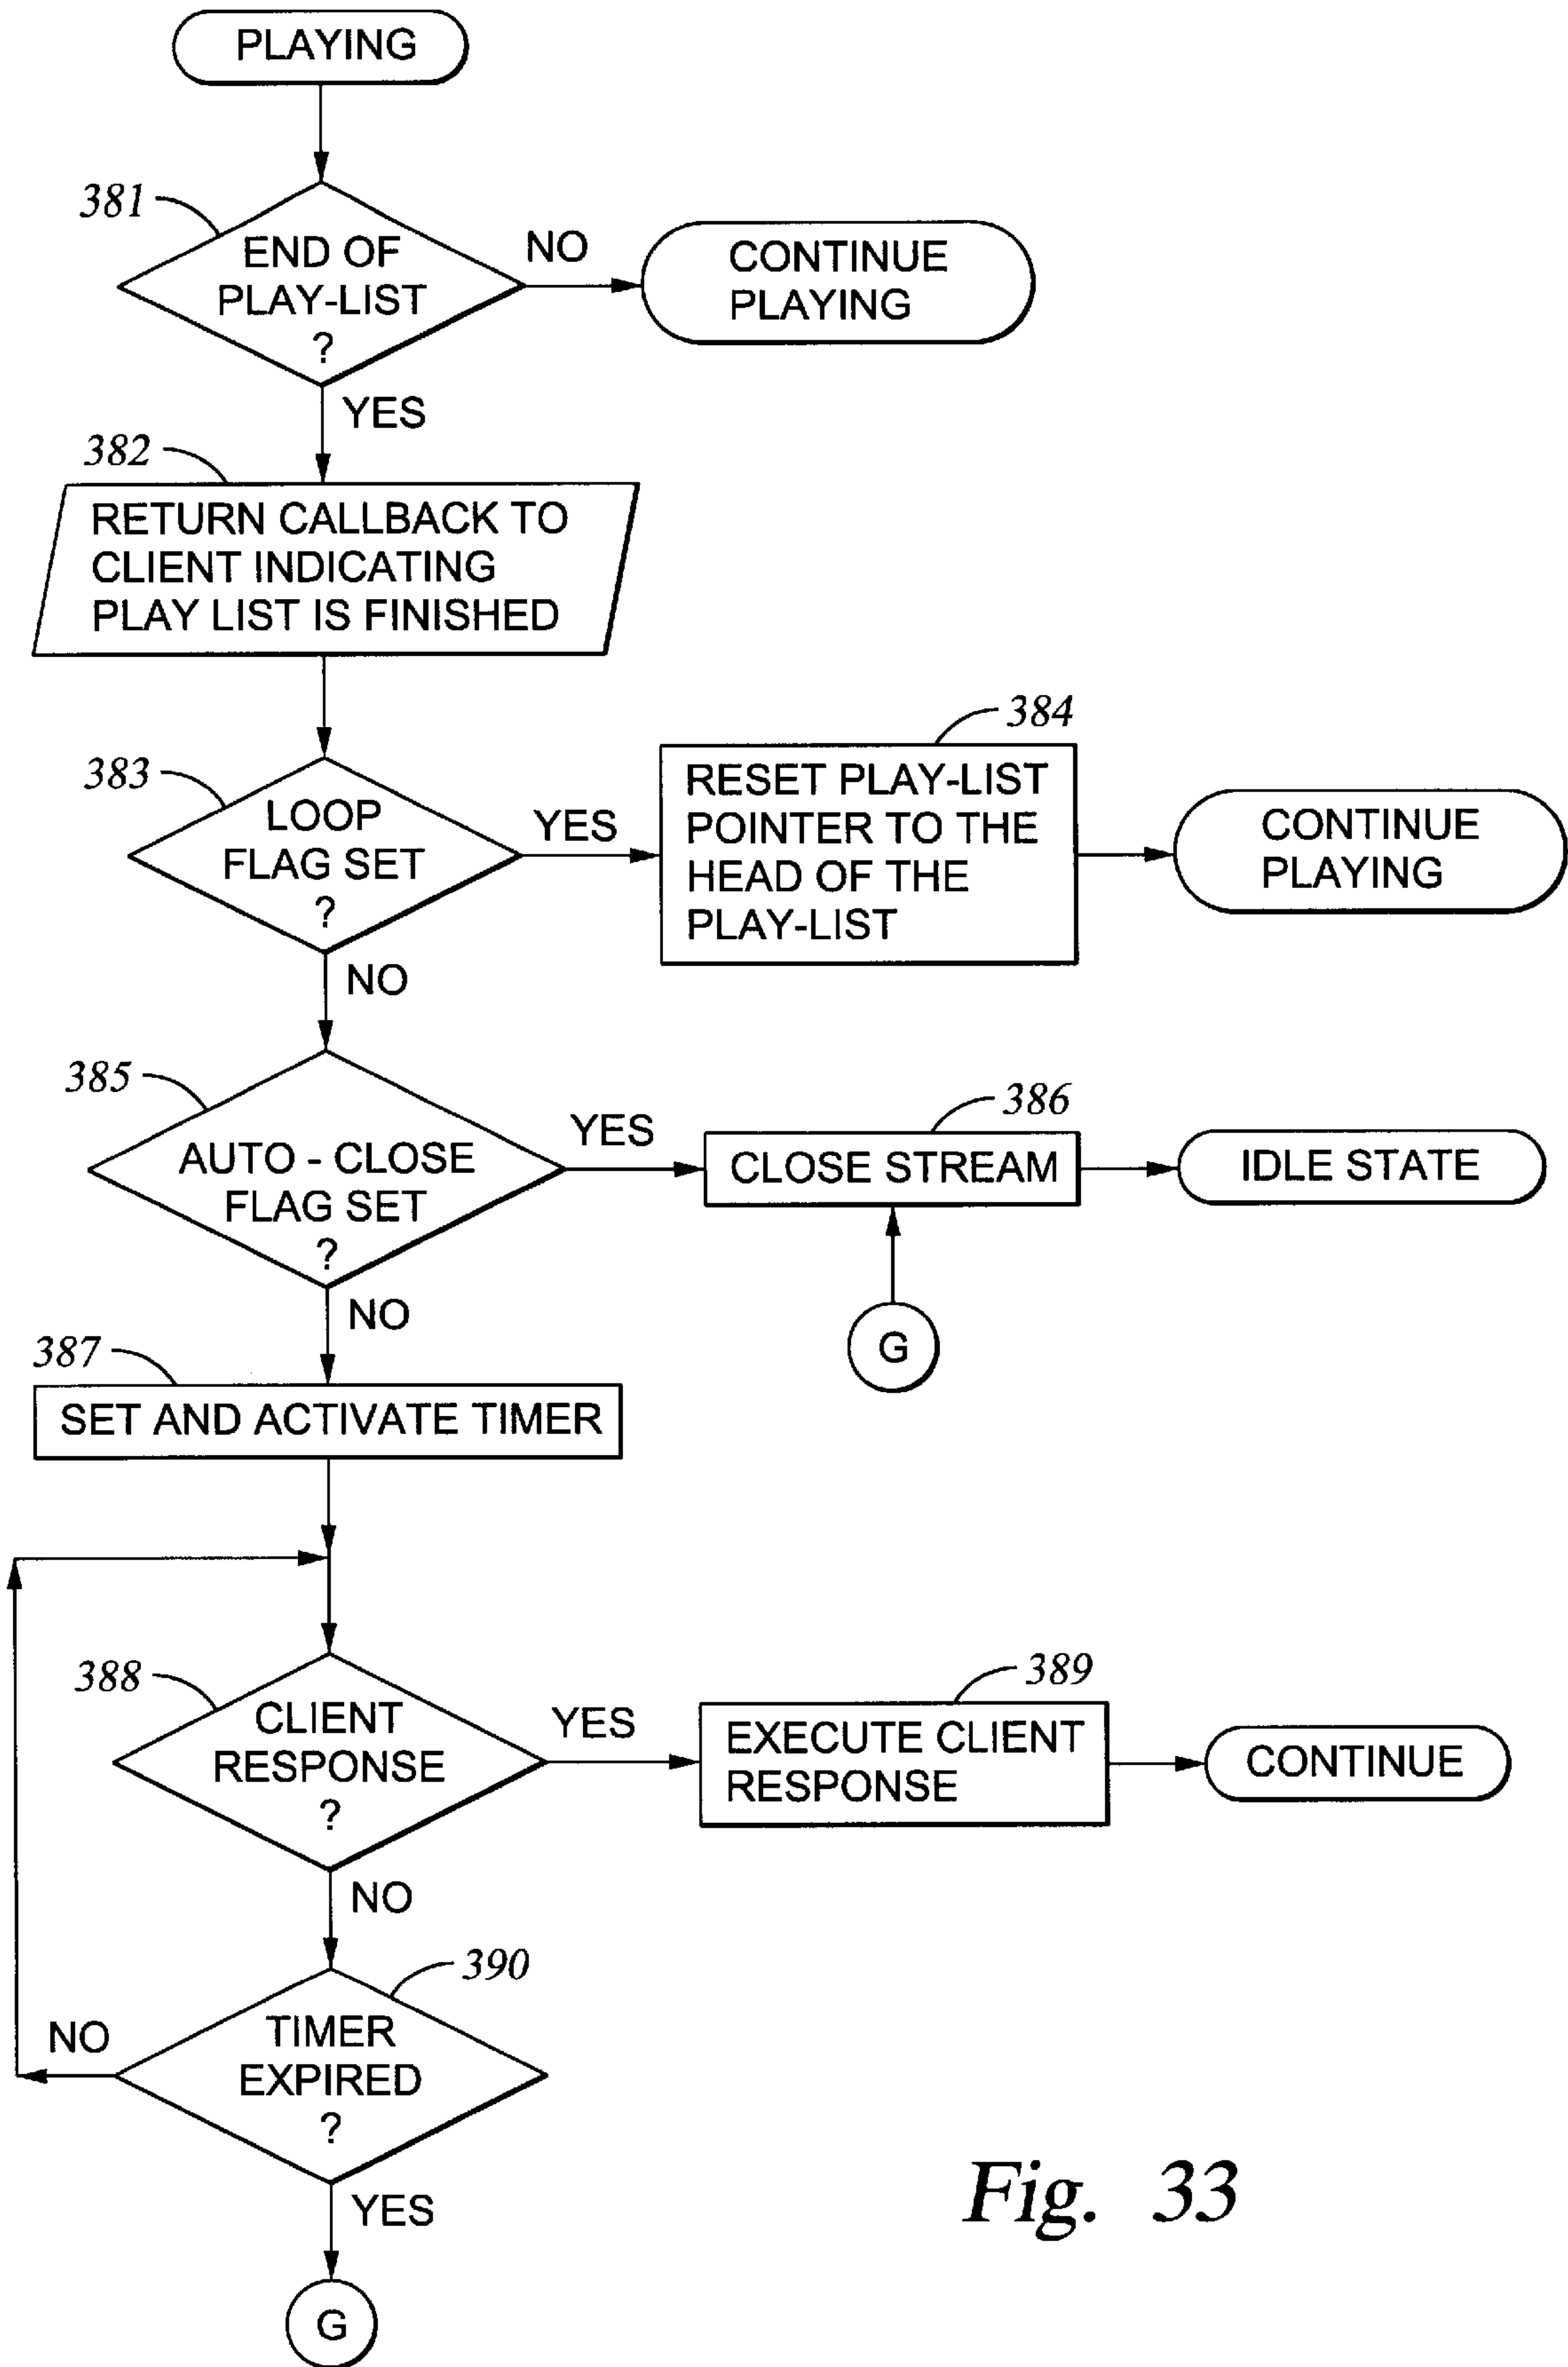 PLAYING
381
END OF
PLAY-LIST
?
NO
CONTINUE
PLAYING
YES
382
RETURN CALLBACK TO
CLIENT INDICATING
PLAY LIST IS FINISHED
383
LOOP
FLAG SET
?
YES
384
RESET PLAY-LIST
POINTER TO THE
HEAD OF THE
PLAY-LIST
CONTINUE
PLAYING
NO
385
AUTO - CLOSE
FLAG SET
?
YES
386
CLOSE STREAM
IDLE STATE
G
NO
387
SET AND ACTIVATE TIMER
388
CLIENT
RESPONSE
?
YES
389
EXECUTE CLIENT
RESPONSE
CONTINUE
NO
390
TIMER
EXPIRED
?
NO
YES
G
Fig. 33